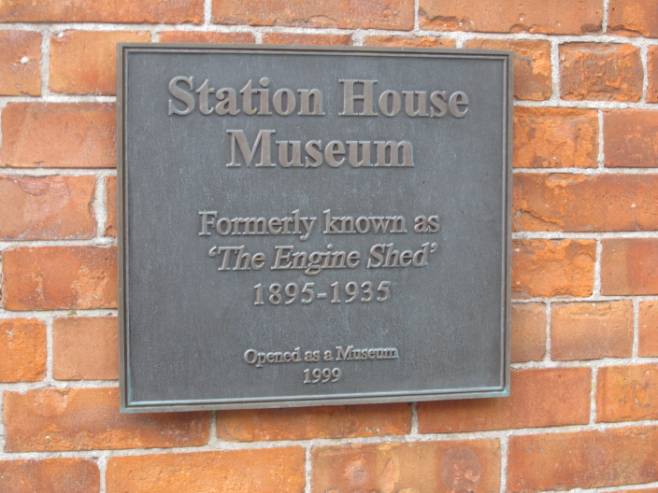 Station House
Museum
Formerly known as
'The Engine Shed'
1895-1935
Opened as a Museum
1999